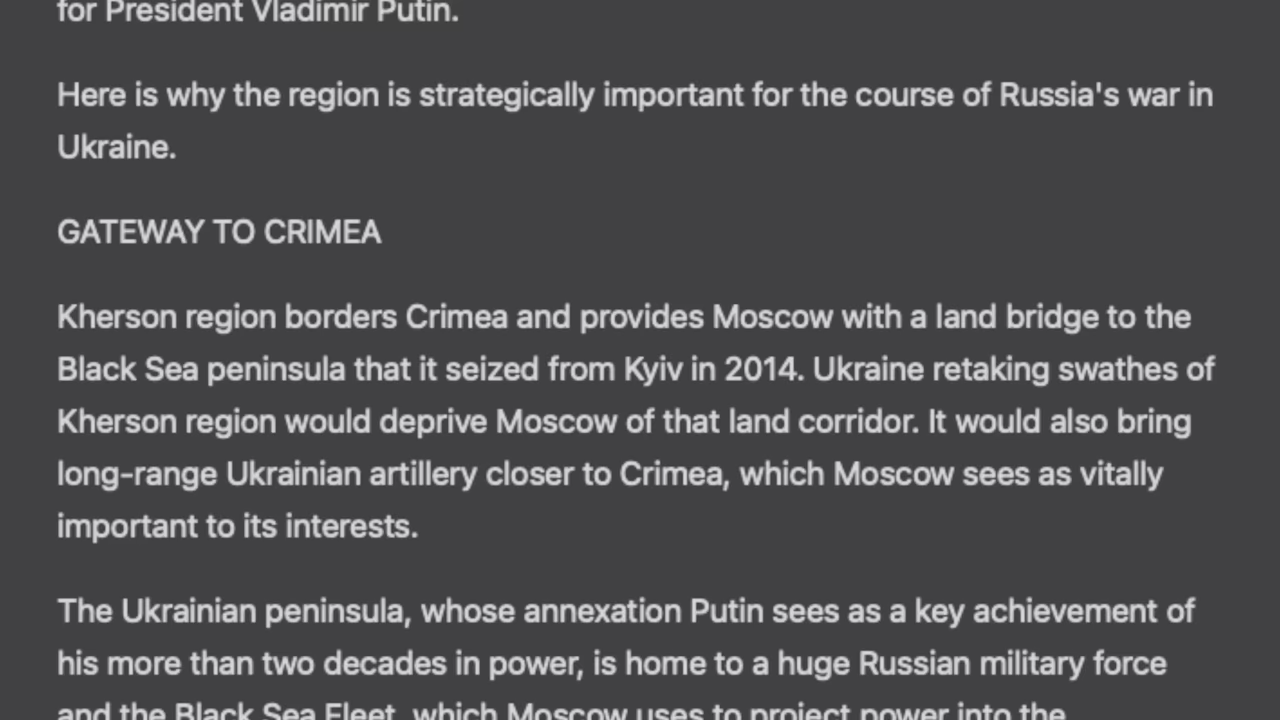 for President Vladimir Putin.
Here is why the region is strategically important for the course of Russia's war in
Ukraine.
GATEWAY TO CRIMEA
Kherson region borders Crimea and provides Moscow with a land bridge to the
Black Sea peninsula that it seized from Kyiv in 2014. Ukraine retaking swathes of
Kherson region would deprive Moscow of that land corridor. It would also bring
long-range Ukrainian artillery closer to Crimea, which Moscow sees as vitally
important to its interests.
The Ukrainian peninsula, whose annexation Putin sees as a key achievement of
his more than two decades in power, is home to a huge Russian military force
and the Black Sea Fleet, which Moscow uses to project power into the